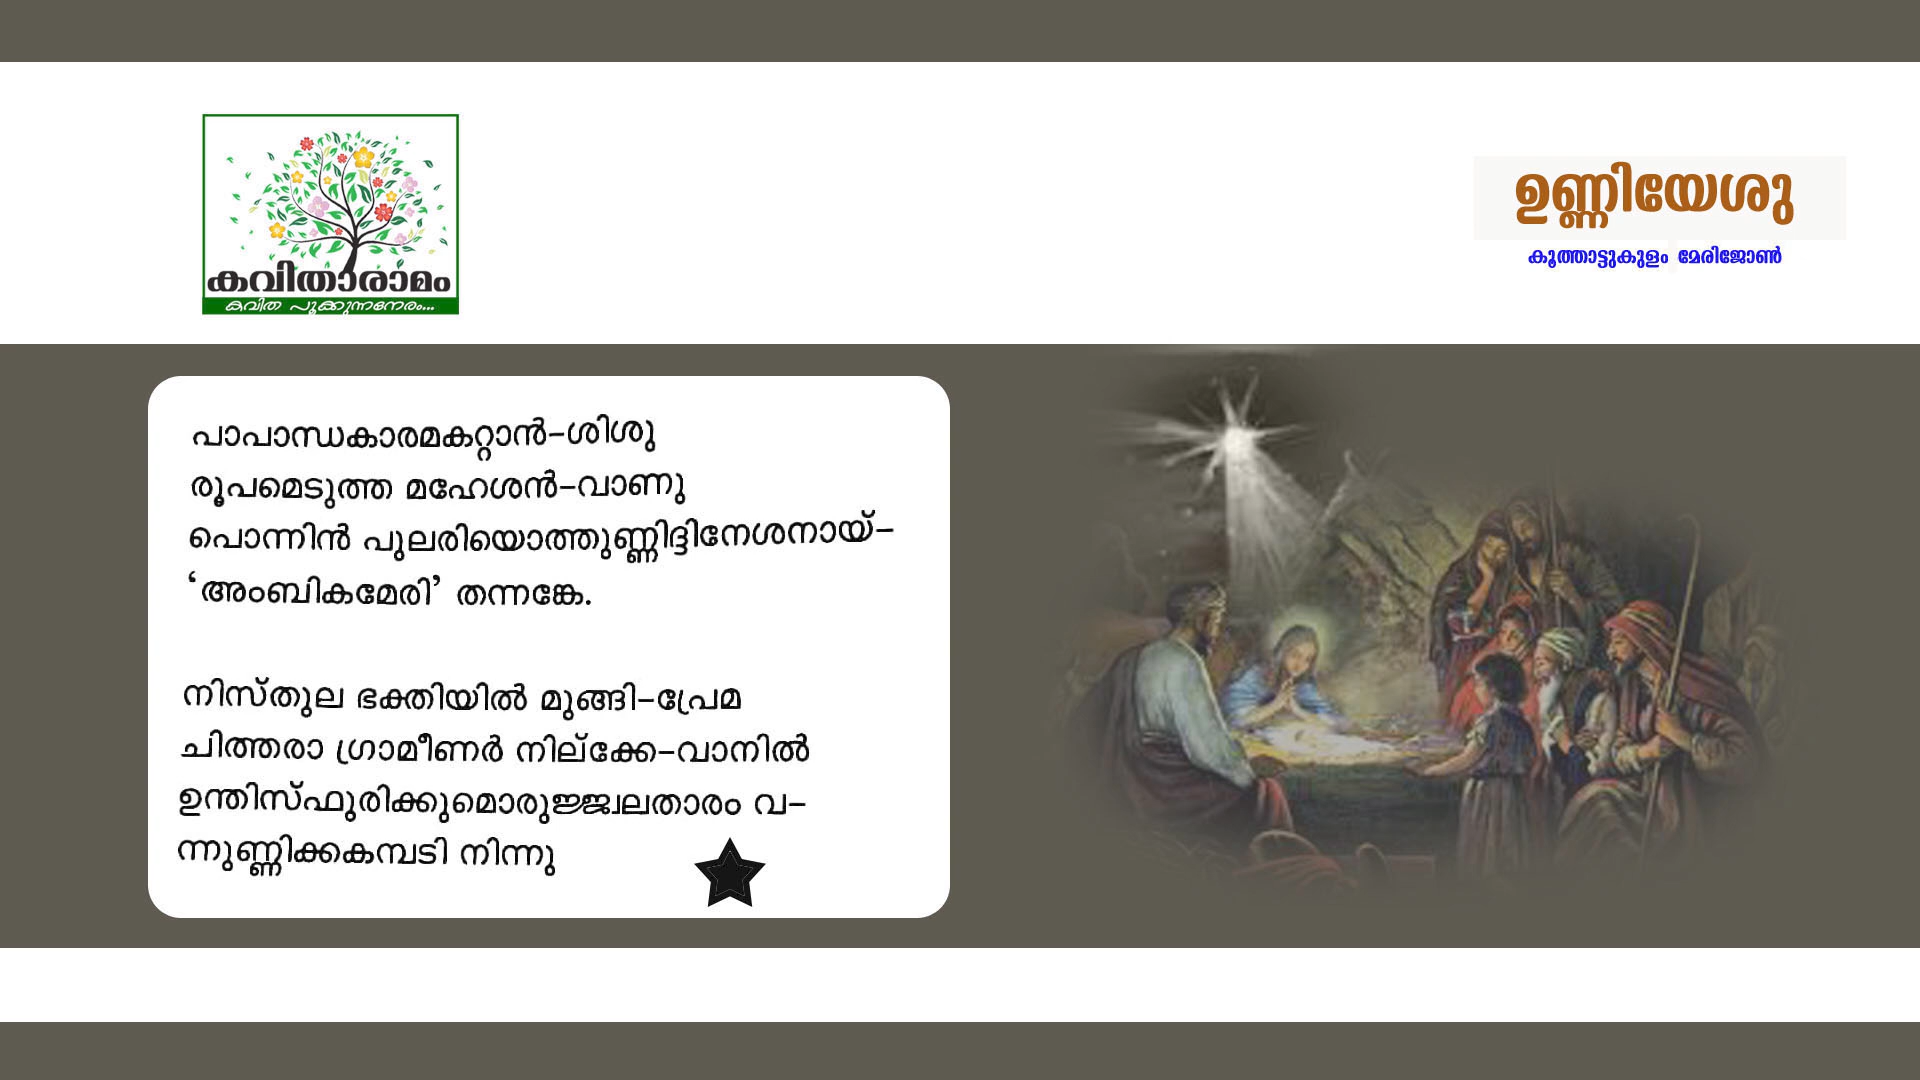 കവിതാരാമം
കവിത പൂക്കുന്നനേരം...
ഉണ്ണിയേശു
കൂത്താട്ടുകുളം മേരിജോൺ
പാപാന്ധകാരമകറ്റാൻ-ശിശു
രൂപമെടുത്ത മഹേശൻ-വാണു
പൊന്നിൻ പുലരിയൊത്തുണ്ണിദ്ദിനേശനായ്-
‘അംബികമേരി’ തന്നങ്കേ.
നിസ്തുല ഭക്തിയിൽ മുങ്ങി-പ്രേമ
ചിത്തരാ ഗ്രാമീണർ നില്ക്കേ-വാനിൽ
ഉന്തിസ്ഫുരിക്കുമൊരുജ്ജ്വലതാരം വ-
ന്നുണ്ണിക്കകമ്പടി നിന്നു